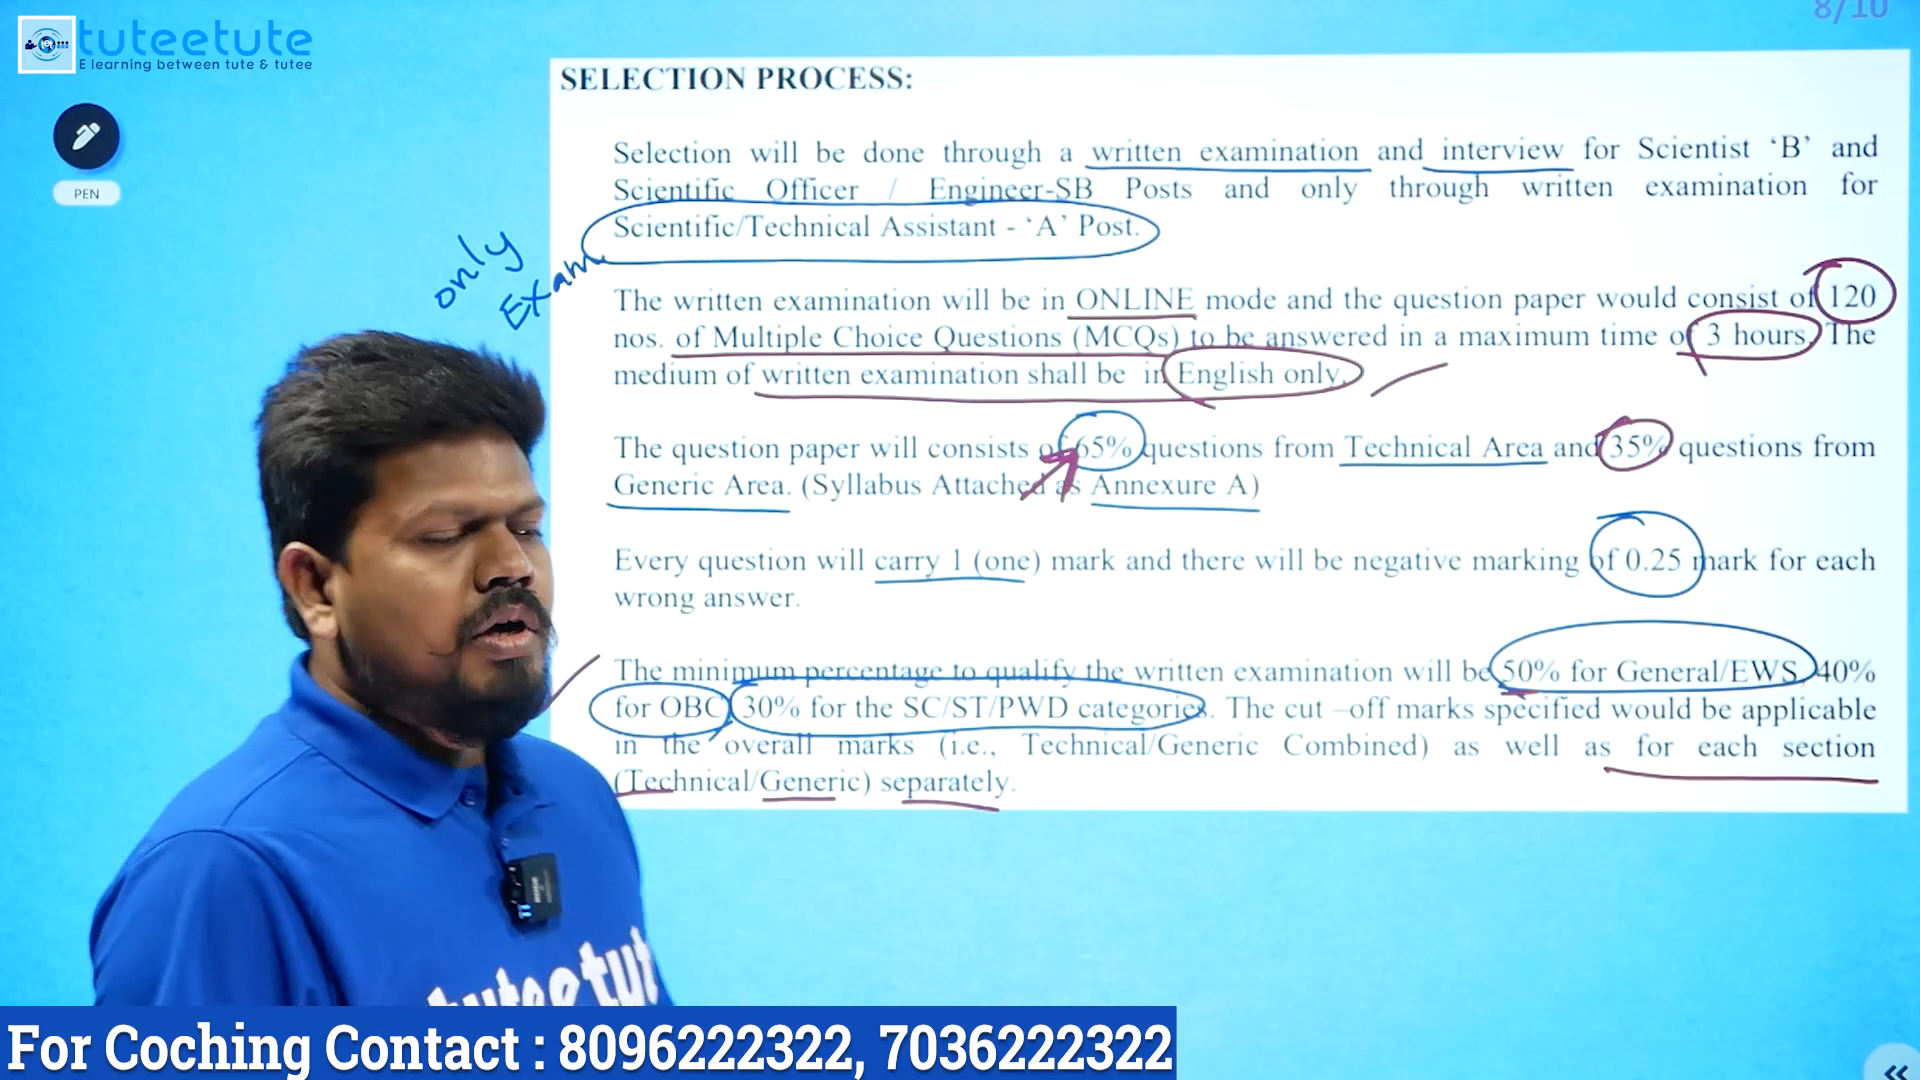 8/10
tuteetute
E learning between tute & tutee
PEN
SELECTION PROCESS:
Selection will be done through a written examination and interview for Scientist ‘B’ and
Scientific Officer / Engineer-SB Posts and only through written examination for
Scientific/Technical Assistant - ‘A’ Post.
only
Exam
The written examination will be in ONLINE mode and the question paper would consist of 120
nos. of Multiple Choice Questions (MCQs) to be answered in a maximum time of 3 hours. The
medium of written examination shall be in English only.
The question paper will consists of 65% questions from Technical Area and 35% questions from
Generic Area. (Syllabus Attached as Annexure A)
Every question will carry 1 (one) mark and there will be negative marking of 0.25 mark for each
wrong answer.
The minimum percentage to qualify the written examination will be 50% for General/EWS, 40%
for OBC, 30% for the SC/ST/PWD categories. The cut –off marks specified would be applicable
in the overall marks (i.e., Technical/Generic Combined) as well as for each section
(Technical/Generic) separately.
tuteetut
For Coching Contact : 8096222322, 7036222322